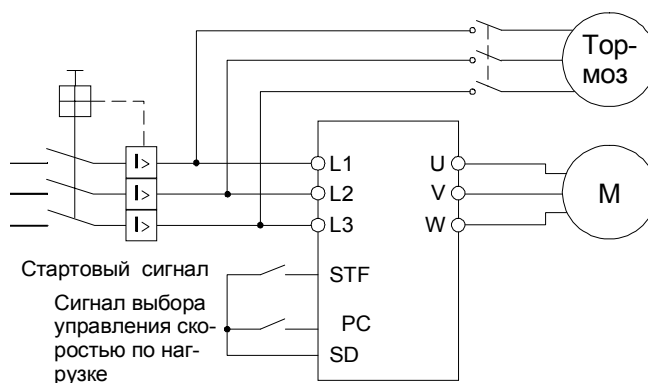 Тор-
моз
I>
I>
I>
L1
L2
L3
U
V
W
M
Стартовый сигнал
STF
Сигнал выбора
управления ско-
ростью по наг-
рузке
PC
SD